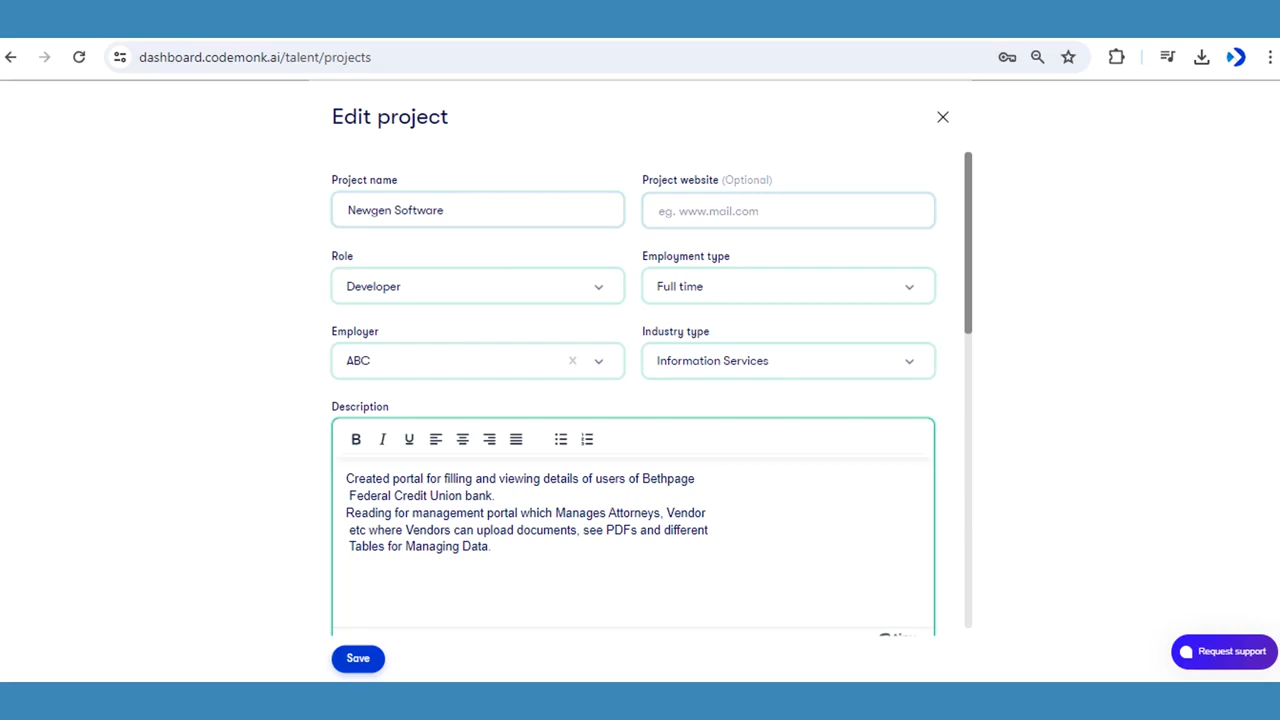 dashboard.codemonk.ai/talent/projects
Edit project
Project name
Project website (Optional)
Newgen Software
eg. www.mail.com
Role
Employment type
Developer
Full time
Employer
Industry type
ABC
Information Services
Description
B I U
Created portal for filling and viewing details of users of Bethpage
Federal Credit Union bank.
Reading for management portal which Manages Attorneys, Vendor
etc where Vendors can upload documents, see PDFs and different
Tables for Managing Data.
Save
Request support